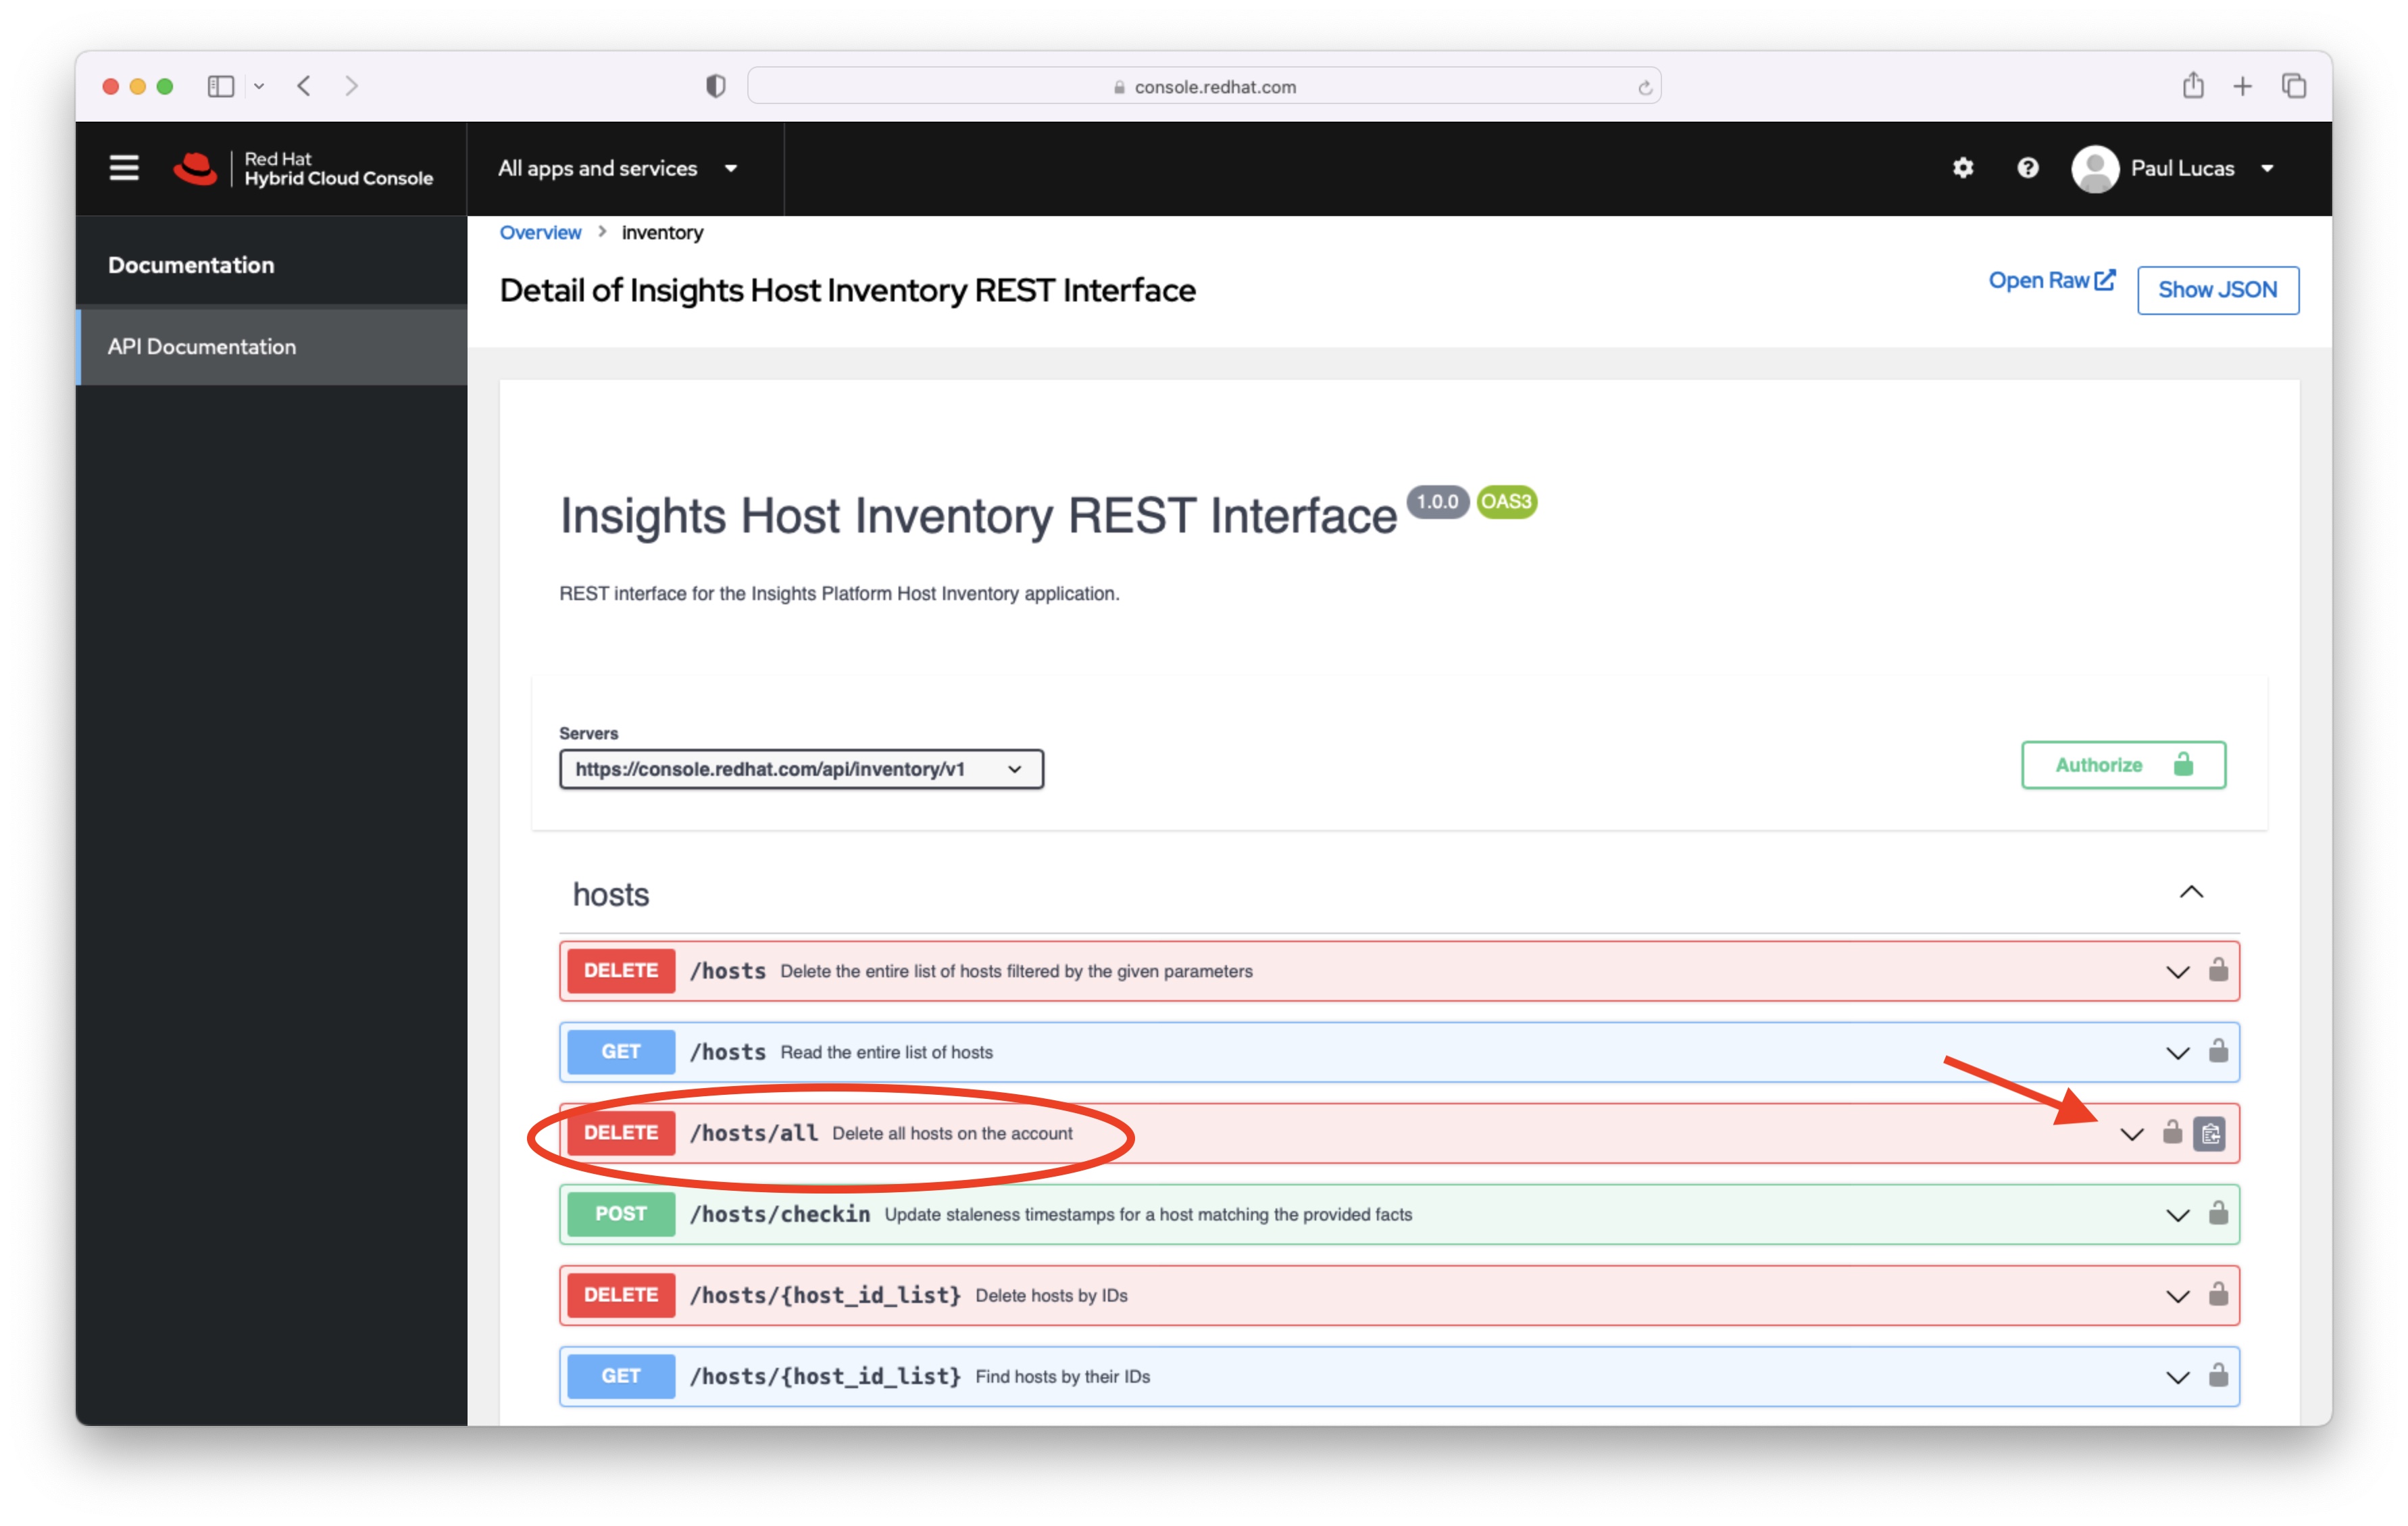 console.redhat.com
Red Hat
Hybrid Cloud Console
All apps and services
Paul Lucas
Documentation
API Documentation
Overview > inventory
Detail of Insights Host Inventory REST Interface
Open Raw
Show JSON
Insights Host Inventory REST Interface 1.0.0 OAS3
REST interface for the Insights Platform Host Inventory application.
Servers
https://console.redhat.com/api/inventory/v1
Authorize
hosts
DELETE /hosts Delete the entire list of hosts filtered by the given parameters
GET /hosts Read the entire list of hosts
DELETE /hosts/all Delete all hosts on the account
POST /hosts/checkin Update staleness timestamps for a host matching the provided facts
DELETE /hosts/{host_id_list} Delete hosts by IDs
GET /hosts/{host_id_list} Find hosts by their IDs